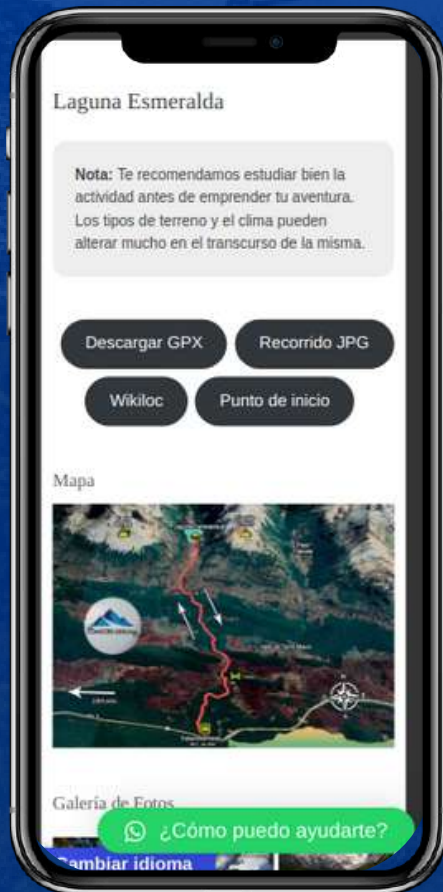 Laguna Esmeralda
Nota: Te recomendamos estudiar bien la
actividad antes de emprender tu aventura.
Los tipos de terreno y el clima pueden
alterar mucho en el transcurso de la misma.
Descargar GPX
Recorrido JPG
Wikiloc
Punto de inicio
Mapa
Galería de Fotos
¿Cómo puedo ayudarte?
Cambiar idioma